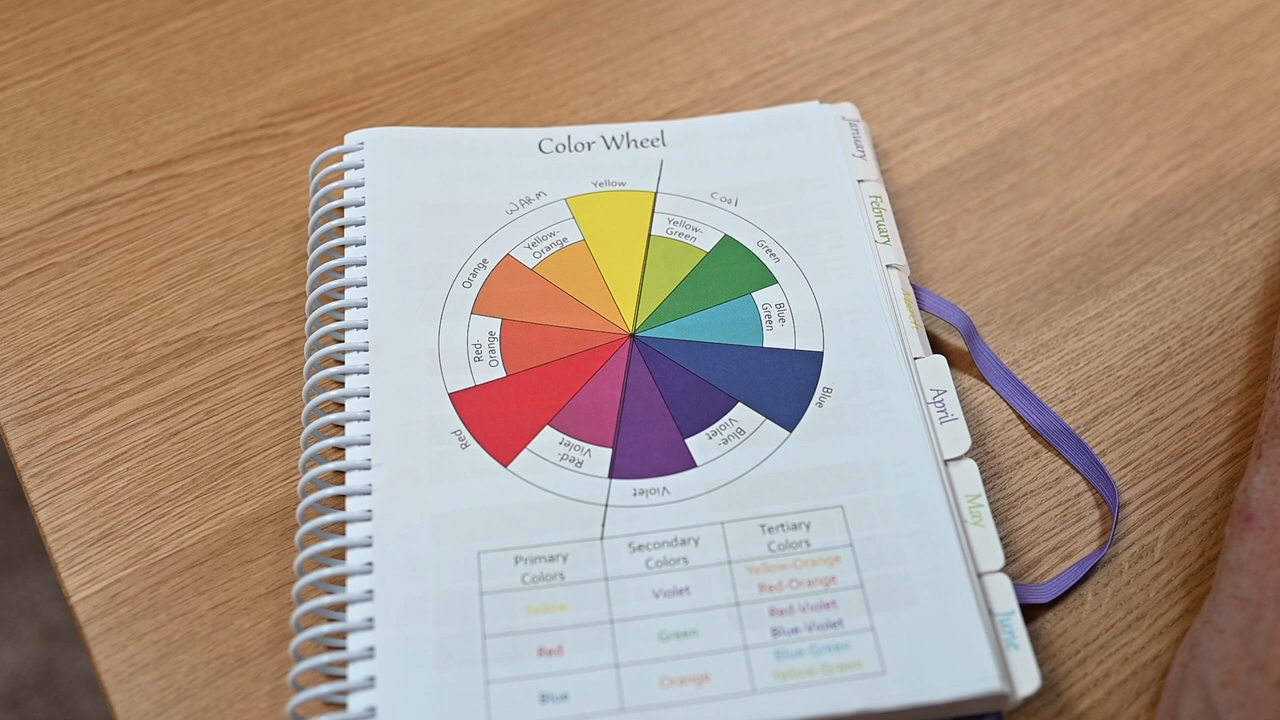 Color Wheel
WARM
Yellow
Cool
Yellow-
Orange
Yellow-
Green
Orange
Green
Red-
Orange
Blue-
Green
Red
Blue
Red-
Violet
Blue-
Violet
Violet
Primary
Colors
Secondary
Colors
Tertiary
Colors
Yellow
Violet
Yellow-Orange
Red-Orange
Red
Green
Red-Violet
Blue-Violet
Blue
Orange
Blue-Green
Yellow-Green
January
February
March
April
May
June